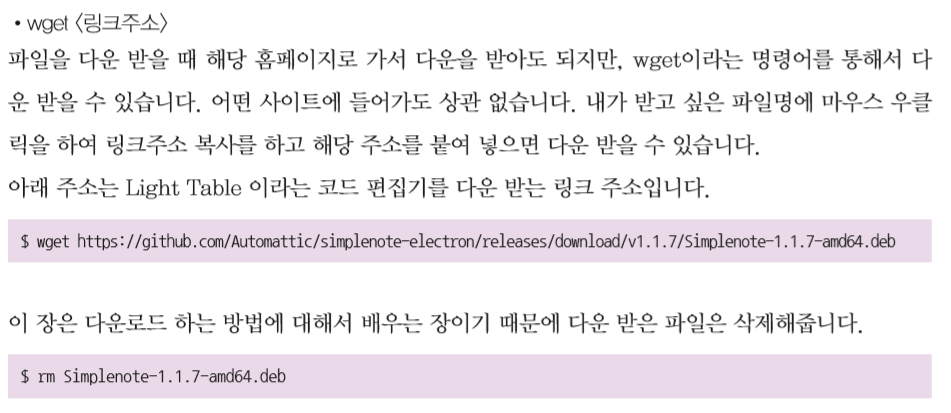 • wget 〈링크주소〉
파일을 다운 받을 때 해당 홈페이지로 가서 다운을 받아도 되지만, wget이라는 명령어를 통해서 다
운 받을 수 있습니다. 어떤 사이트에 들어가도 상관 없습니다. 내가 받고 싶은 파일명에 마우스 우클
릭을 하여 링크주소 복사를 하고 해당 주소를 붙여 넣으면 다운 받을 수 있습니다.
아래 주소는 Light Table 이라는 코드 편집기를 다운 받는 링크 주소입니다.
$ wget https://github.com/Automattic/simplenote-electron/releases/download/v1.1.7/Simplenote-1.1.7-amd64.deb
이 장은 다운로드 하는 방법에 대해서 배우는 장이기 때문에 다운 받은 파일은 삭제해줍니다.
$ rm Simplenote-1.1.7-amd64.deb